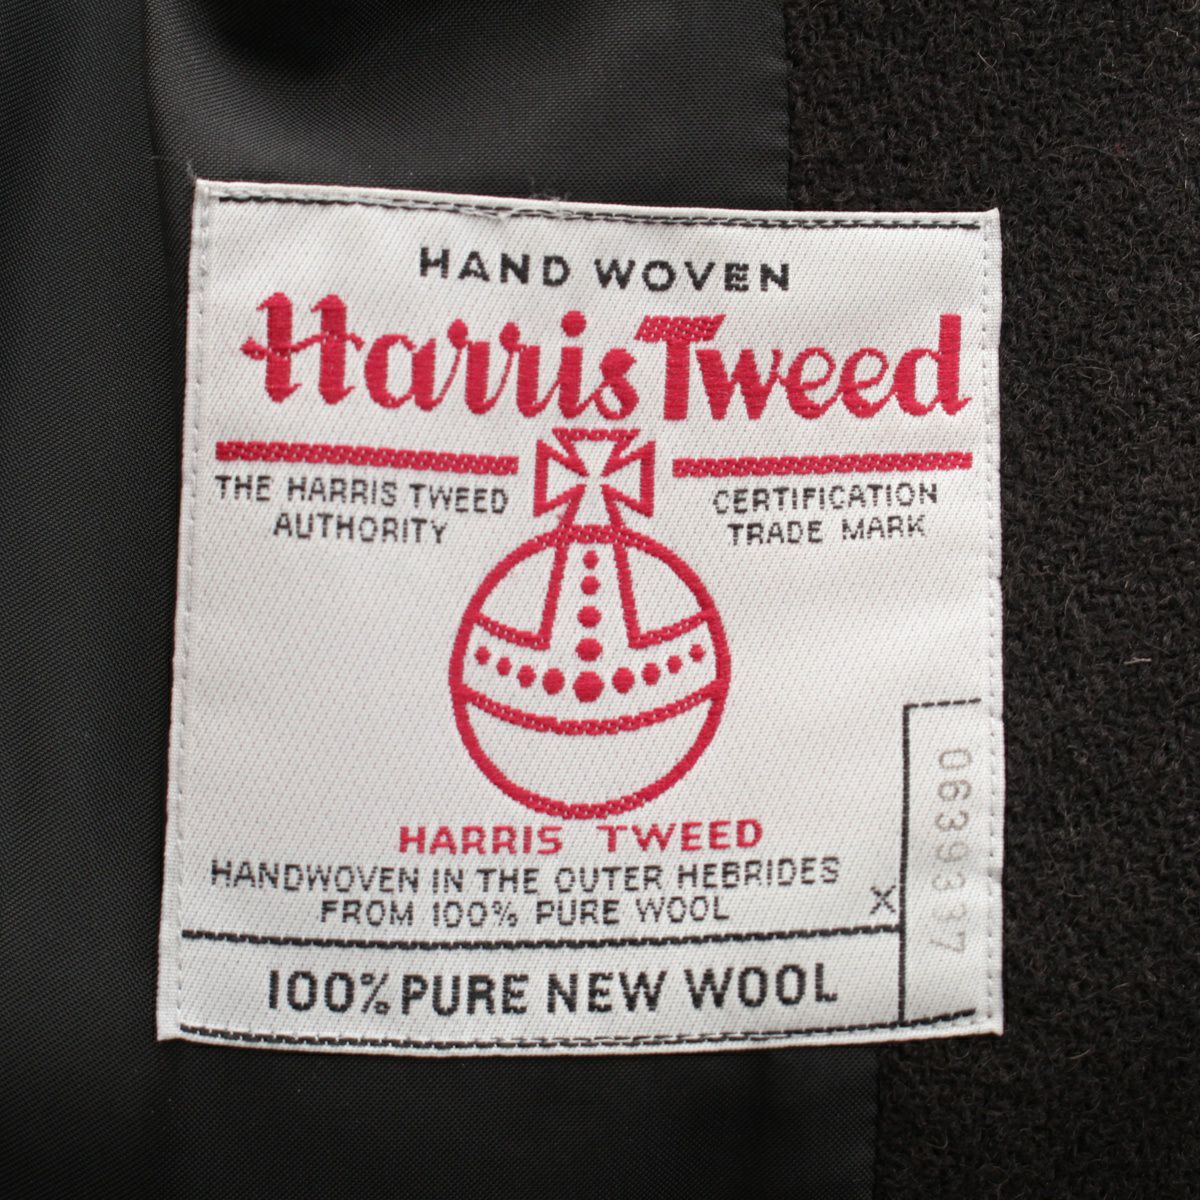 HAND WOVEN
Harris Tweed
THE HARRIS TWEED
AUTHORITY
CERTIFICATION
TRADE MARK
HARRIS TWEED
HANDWOVEN IN THE OUTER HEBRIDES
FROM 100% PURE WOOL
X
0639337
100% PURE NEW WOOL